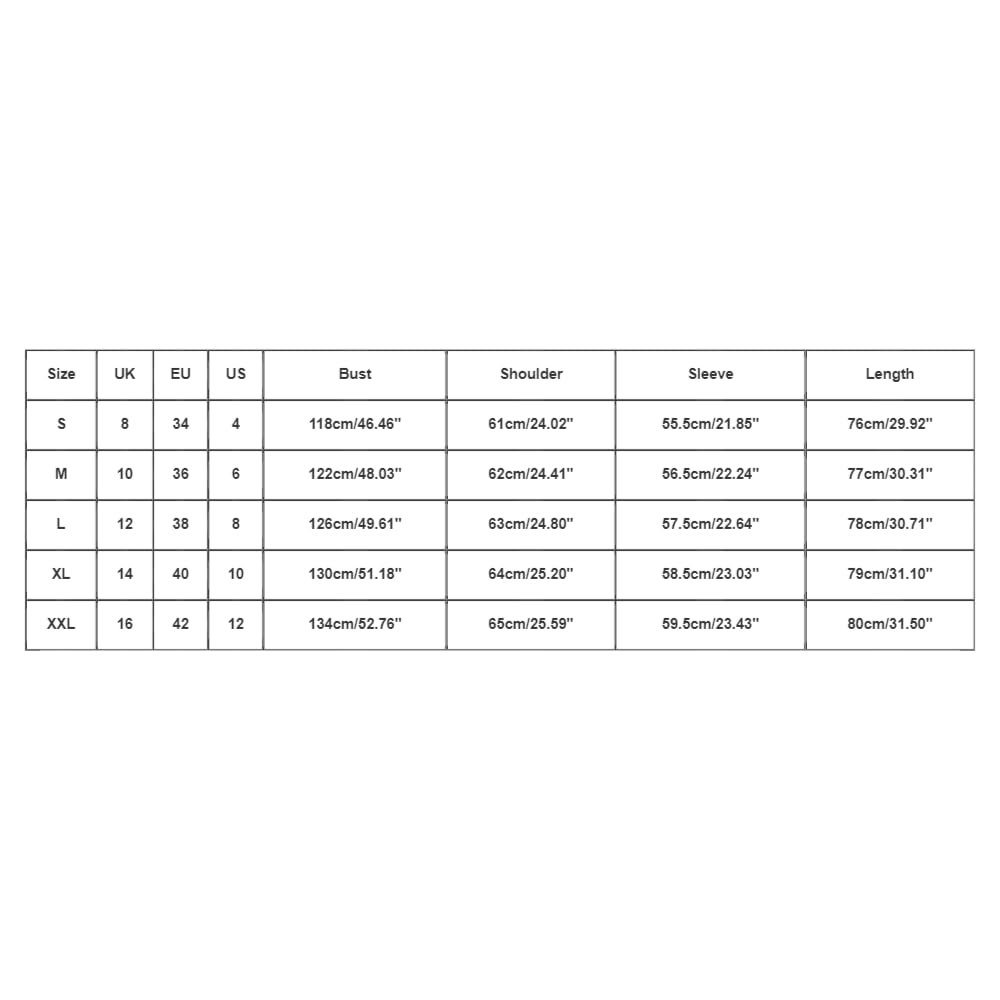 Size UK EU US Bust Shoulder Sleeve Length
S 8 34 4 118cm/46.46" 61cm/24.02" 55.5cm/21.85" 76cm/29.92"
M 10 36 6 122cm/48.03" 62cm/24.41" 56.5cm/22.24" 77cm/30.31"
L 12 38 8 126cm/49.61" 63cm/24.80" 57.5cm/22.64" 78cm/30.71"
XL 14 40 10 130cm/51.18" 64cm/25.20" 58.5cm/23.03" 79cm/31.10"
XXL 16 42 12 134cm/52.76" 65cm/25.59" 59.5cm/23.43" 80cm/31.50"